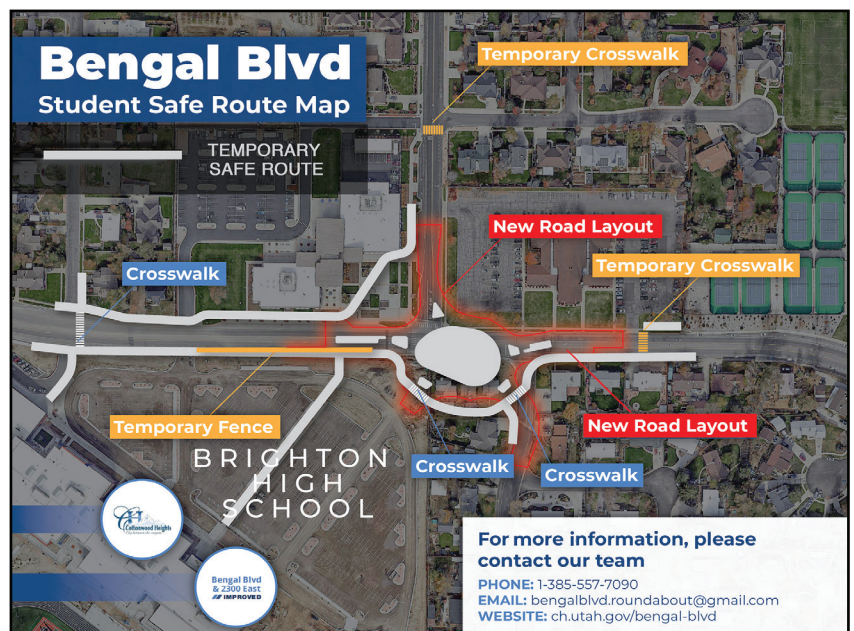 Bengal Blvd
Student Safe Route Map
TEMPORARY
SAFE ROUTE
Temporary Crosswalk
New Road Layout
Temporary Crosswalk
Crosswalk
Temporary Fence
New Road Layout
BRIGHTON
HIGH
SCHOOL
Crosswalk
Crosswalk
Cottonwood Heights
Bengal Blvd
& 2300 East
IMPROVED
For more information, please
contact our team
PHONE: 1-385-557-7090
EMAIL: bengalblvd.roundabout@gmail.com
WEBSITE: ch.utah.gov/bengal-blvd